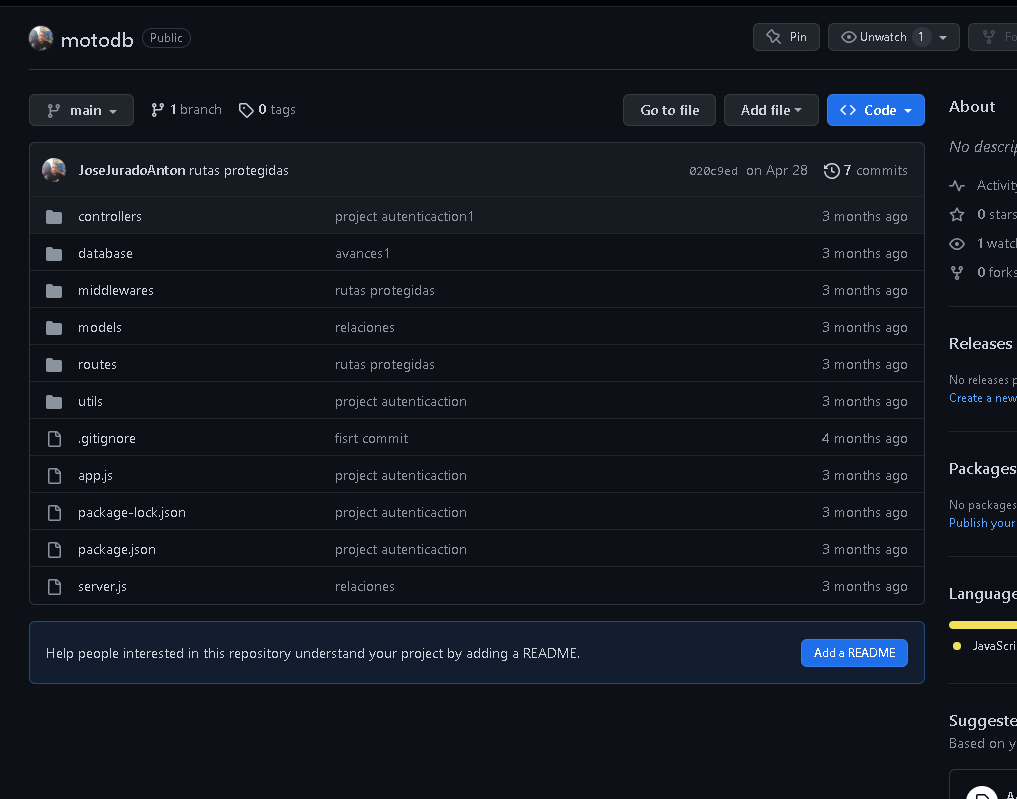 motodb Public Pin Unwatch 1 Fo
main 1 branch 0 tags Go to file Add file <> Code
JoseJuradoAnton rutas protegidas 020c9ed on Apr 28 7 commits
controllers project autenticaction1 3 months ago
database avances1 3 months ago
middlewares rutas protegidas 3 months ago
models relaciones 3 months ago
routes rutas protegidas 3 months ago
utils project autenticaction 3 months ago
.gitignore fisrt commit 4 months ago
app.js project autenticaction 3 months ago
package-lock.json project autenticaction 3 months ago
package.json project autenticaction 3 months ago
server.js relaciones 3 months ago
Help people interested in this repository understand your project by adding a README. Add a README
About
No descrip
Activity
0 stars
1 watch
0 forks
Releases
No releases p
Create a new
Packages
No packages
Publish your
Language
JavaScri
Suggeste
Based on y